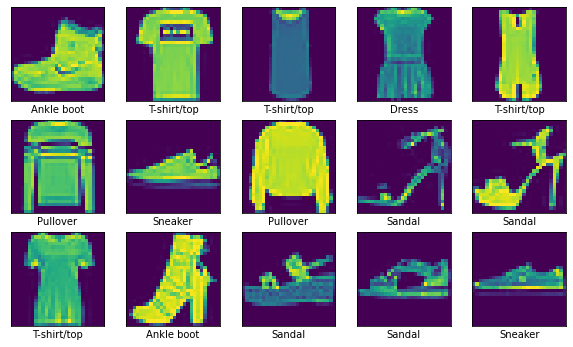 Ankle boot
T-shirt/top
T-shirt/top
Dress
T-shirt/top
Pullover
Sneaker
Pullover
Sandal
Sandal
T-shirt/top
Ankle boot
Sandal
Sandal
Sneaker